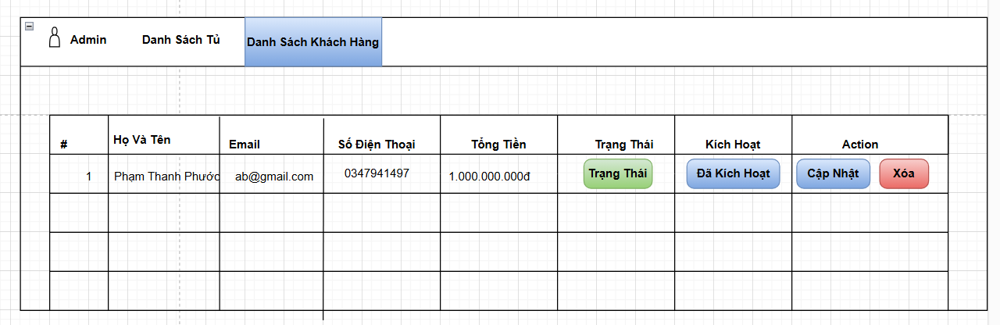 Admin Danh Sách Tủ Danh Sách Khách Hàng
# Họ Và Tên Email Số Điện Thoại Tổng Tiền Trạng Thái Kích Hoạt Action
1 Phạm Thanh Phước ab@gmail.com 0347941497 1.000.000.000đ Trạng Thái Đã Kích Hoạt Cập Nhật Xóa